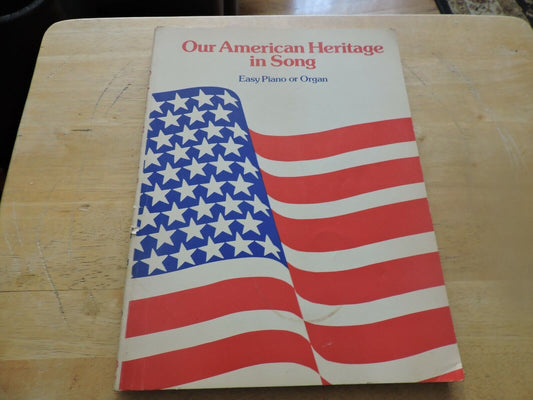 Our American Heritage
in Song
Easy Piano or Organ